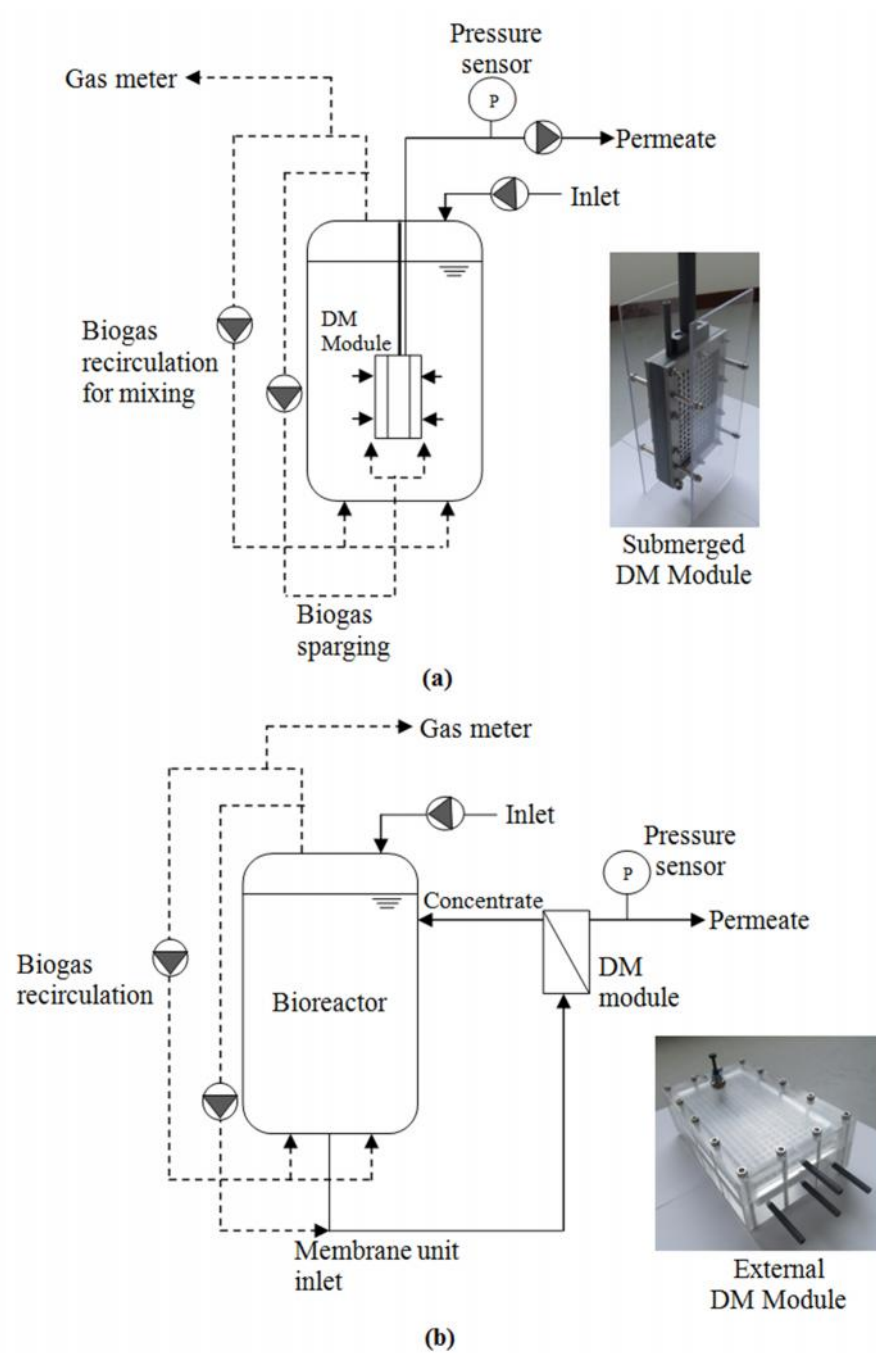 Pressure
sensor
Gas meter
P
Permeate
Inlet
DM
Module
Biogas
recirculation
for mixing
Submerged
DM Module
Biogas
sparging
(a)
Gas meter
Inlet
Pressure
sensor
P
Concentrate
Permeate
DM
module
Biogas
recirculation
Bioreactor
Membrane unit
inlet
External
DM Module
(b)